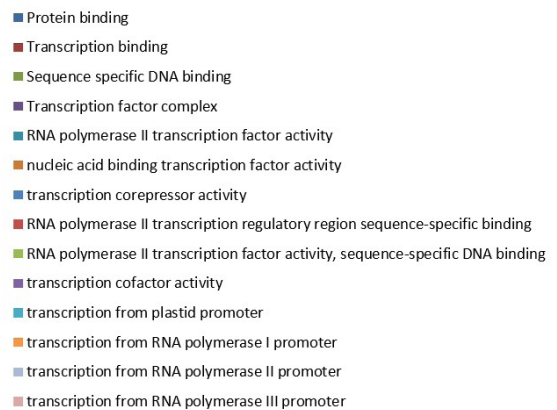 Protein binding
Transcription binding
Sequence specific DNA binding
Transcription factor complex
RNA polymerase II transcription factor activity
nucleic acid binding transcription factor activity
transcription corepressor activity
RNA polymerase II transcription regulatory region sequence-specific binding
RNA polymerase II transcription factor activity, sequence-specific DNA binding
transcription cofactor activity
transcription from plastid promoter
transcription from RNA polymerase I promoter
transcription from RNA polymerase II promoter
transcription from RNA polymerase III promoter